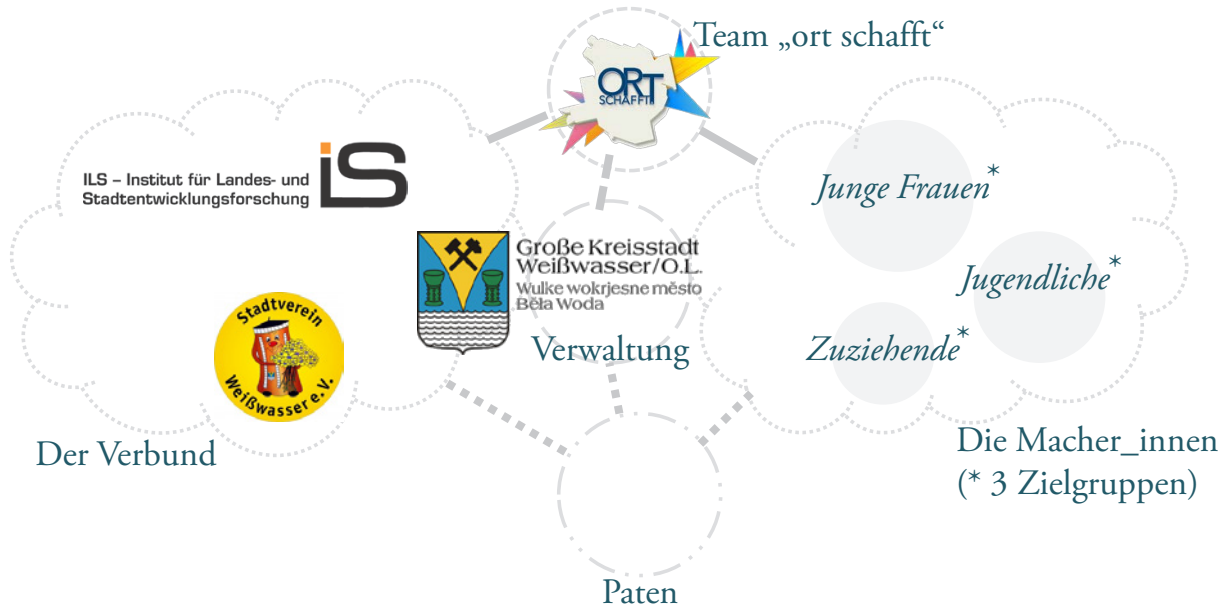 Team „ort schafft“
ORT
SCHAFFT!
ILS – Institut für Landes- und
Stadtentwicklungsforschung
iLS
Junge Frauen*
Große Kreisstadt
Weißwasser/O.L.
Wulke wokrjesne město
Běła Woda
Jugendliche*
Stadtverein
Weißwasser e.V.
Verwaltung
Zuziehende*
Der Verbund
Die Macher_innen
(* 3 Zielgruppen)
Paten